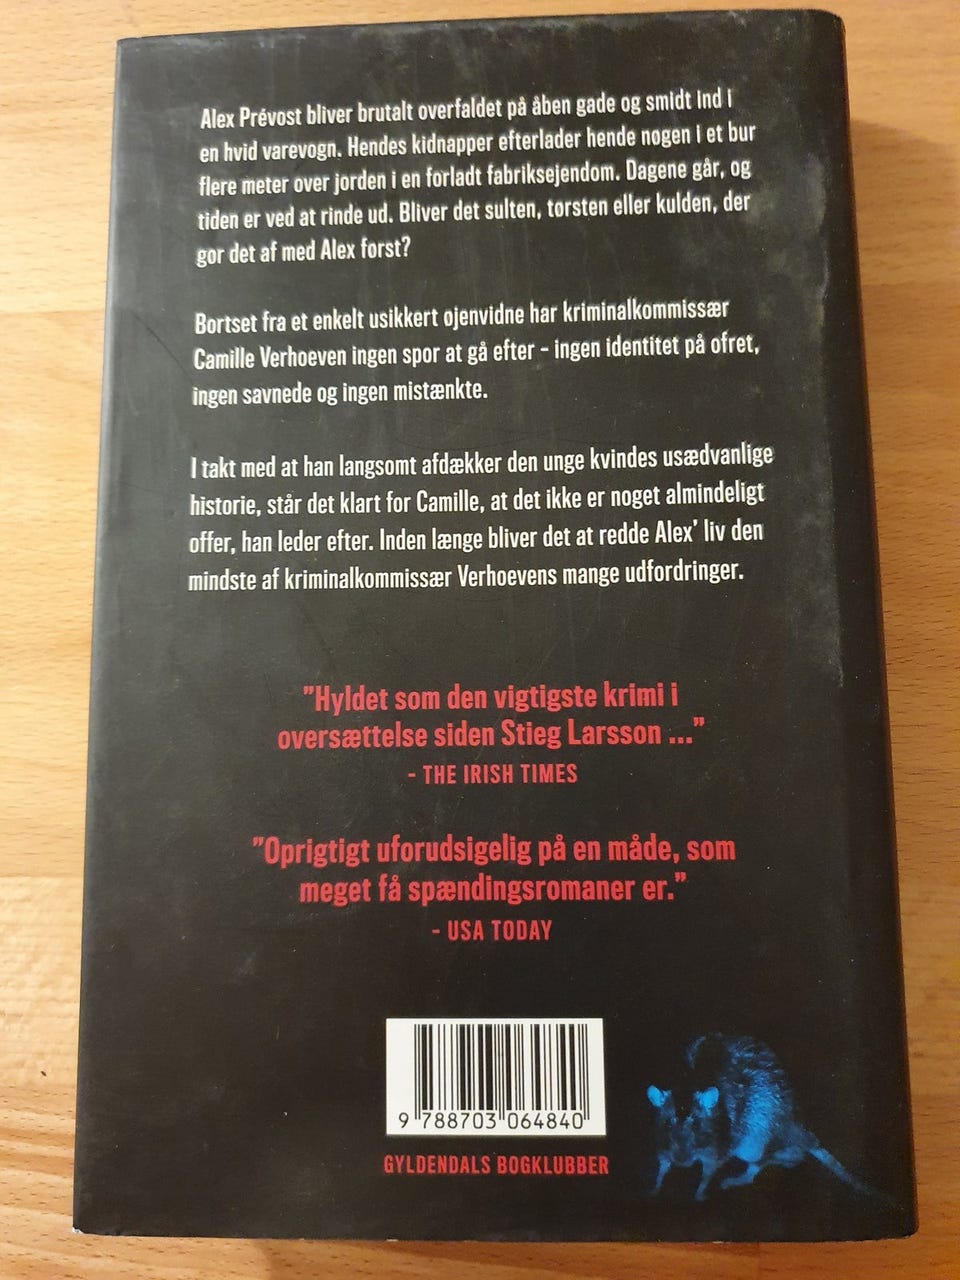 Alex Prévost bliver brutalt overfaldet på åben gade og smidt ind i
en hvid varevogn. Hendes kidnapper efterlader hende nøgen i et bur
flere meter over jorden i en forladt fabriksejendom. Dagene går, og
tiden er ved at rinde ud. Bliver det sulten, tørsten eller kulden, der
gør det af med Alex først?
Bortset fra et enkelt usikkert øjenvidne har kriminalkommissær
Camille Verhoeven ingen spor at gå efter - ingen identitet på ofret,
ingen savnede og ingen mistænkte.
I takt med at han langsomt afdækker den unge kvindes usædvanlige
historie, står det klart for Camille, at det ikke er noget almindeligt
offer, han leder efter. Inden længe bliver det at redde Alex’ liv den
mindste af kriminalkommissær Verhoevens mange udfordringer.
”Hyldet som den vigtigste krimi i
oversættelse siden Stieg Larsson ...”
- THE IRISH TIMES
”Oprigtigt uforudsigelig på en måde, som
meget få spændingsromaner er.”
- USA TODAY
9 788703 064840
GYLDENDALS BOGKLUBBER